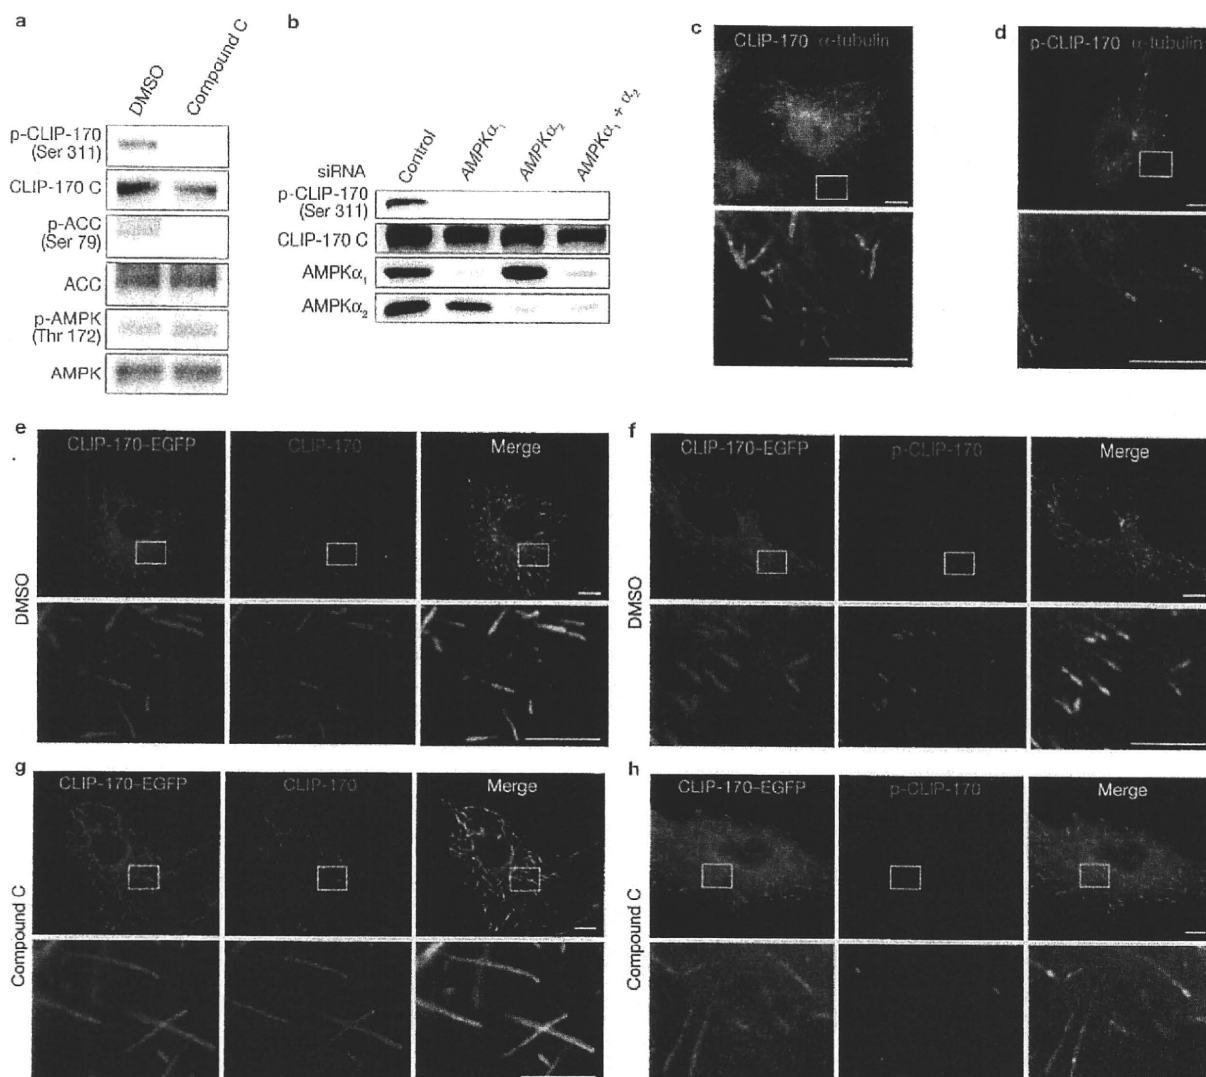 a
DMSO
Compound C
p-CLIP-170
(Ser 311)
CLIP-170 C
p-ACC
(Ser 79)
ACC
p-AMPK
(Thr 172)
AMPK
b
siRNA
Control
AMPKα1
AMPKα2
AMPKα1 + α2
p-CLIP-170
(Ser 311)
CLIP-170 C
AMPKα1
AMPKα2
c
CLIP-170 α-tubulin
d
p-CLIP-170 α-tubulin
e
CLIP-170-EGFP
CLIP-170
Merge
DMSO
f
CLIP-170-EGFP
p-CLIP-170
Merge
DMSO
g
CLIP-170-EGFP
CLIP-170
Merge
Compound C
h
CLIP-170-EGFP
p-CLIP-170
Merge
Compound C